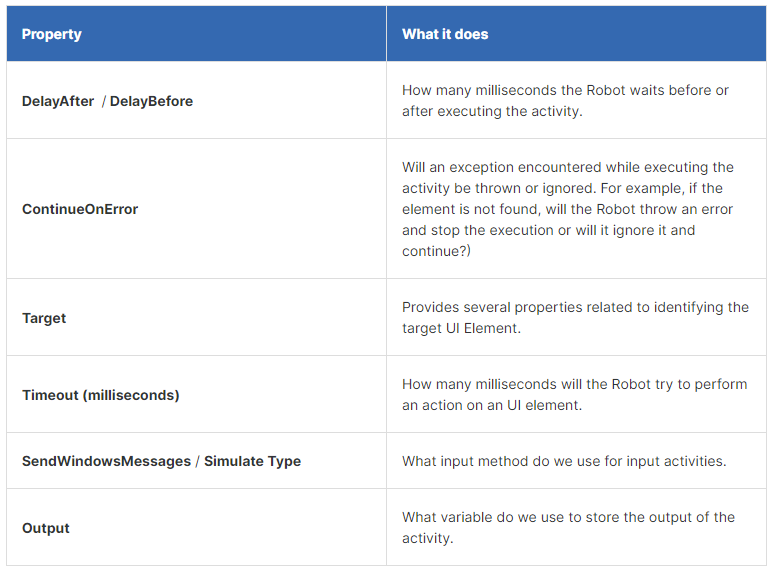 Property
What it does
DelayAfter / DelayBefore
How many milliseconds the Robot waits before or
after executing the activity.
ContinueOnError
Will an exception encountered while executing the
activity be thrown or ignored. For example, if the
element is not found, will the Robot throw an error
and stop the execution or will it ignore it and
continue?)
Target
Provides several properties related to identifying the
target UI Element.
Timeout (milliseconds)
How many milliseconds will the Robot try to perform
an action on an UI element.
SendWindowsMessages / Simulate Type
What input method do we use for input activities.
Output
What variable do we use to store the output of the
activity.